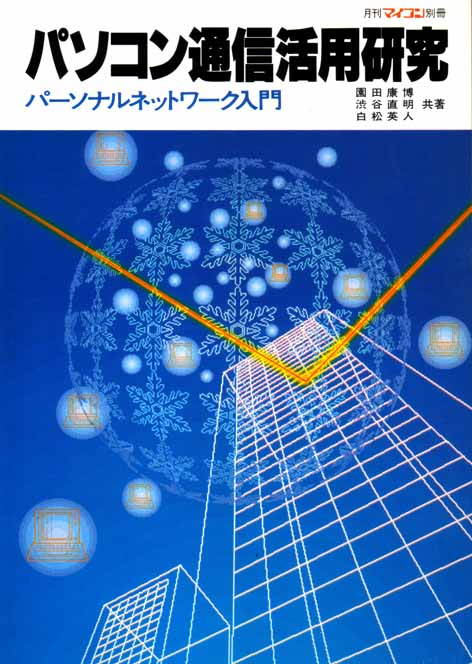 月刊マイコン別冊
パソコン通信活用研究
パーソナルネットワーク入門
園田康博
渋谷直明 共著
白松英人